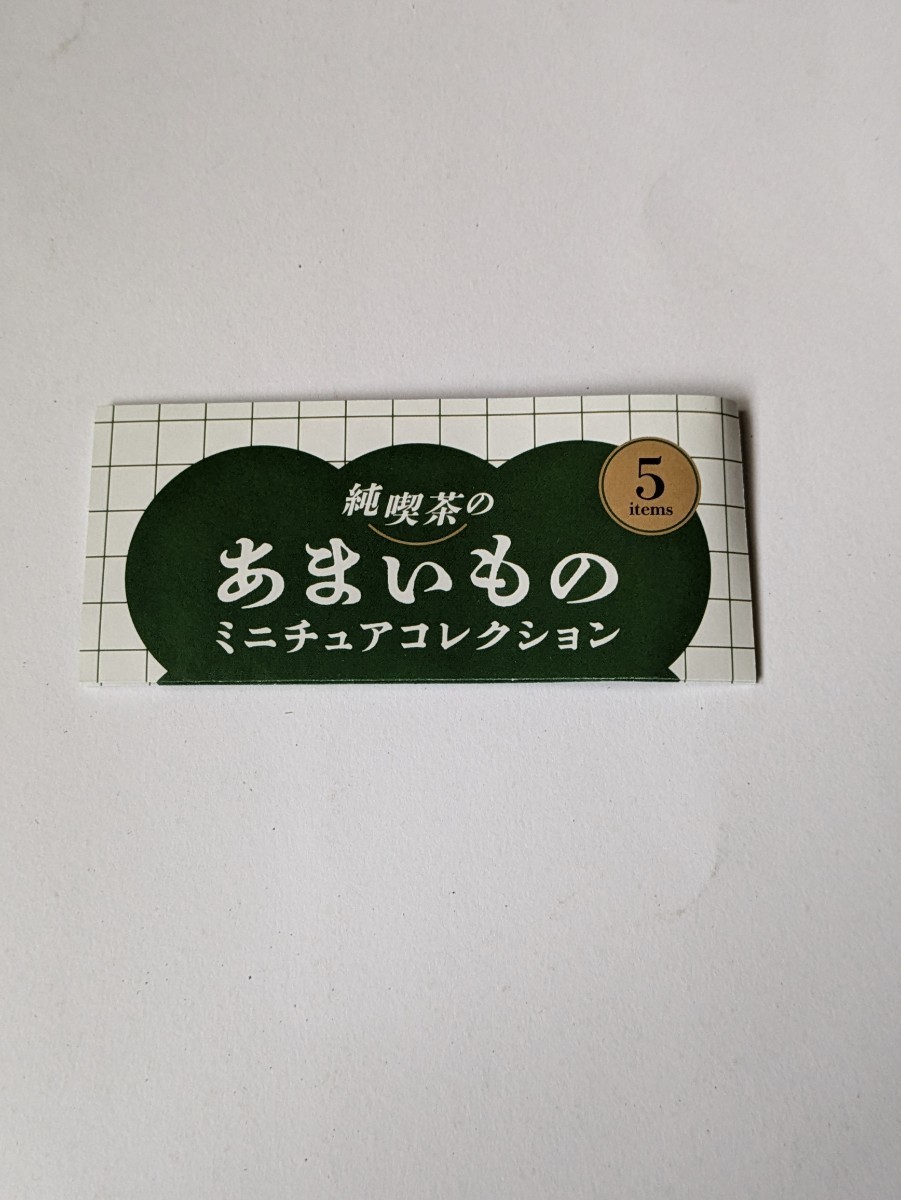 純喫茶の
あまいもの
ミニチュアコレクション
5
items